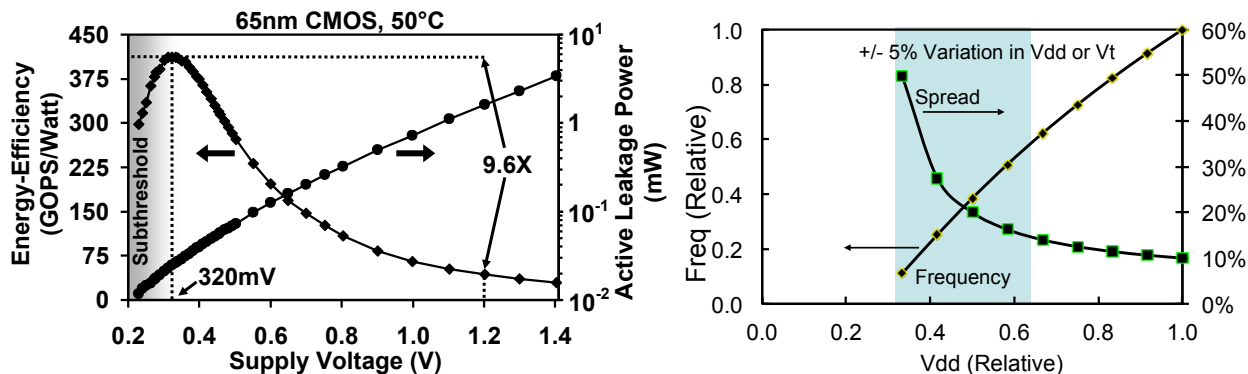 65nm CMOS, 50°C
Energy-Efficiency
(GOPS/Watt)
450
375
300
225
150
75
0
Subthreshold
320mV
9.6X
10¹
1
10⁻¹
10⁻²
Active Leakage Power
(mW)
0.2 0.4 0.6 0.8 1.0 1.2 1.4
Supply Voltage (V)
Freq (Relative)
1.0
0.8
0.6
0.4
0.2
0.0
+/- 5% Variation in Vdd or Vt
Spread
Frequency
60%
50%
40%
30%
20%
10%
0%
0.0 0.2 0.4 0.6 0.8 1.0
Vdd (Relative)